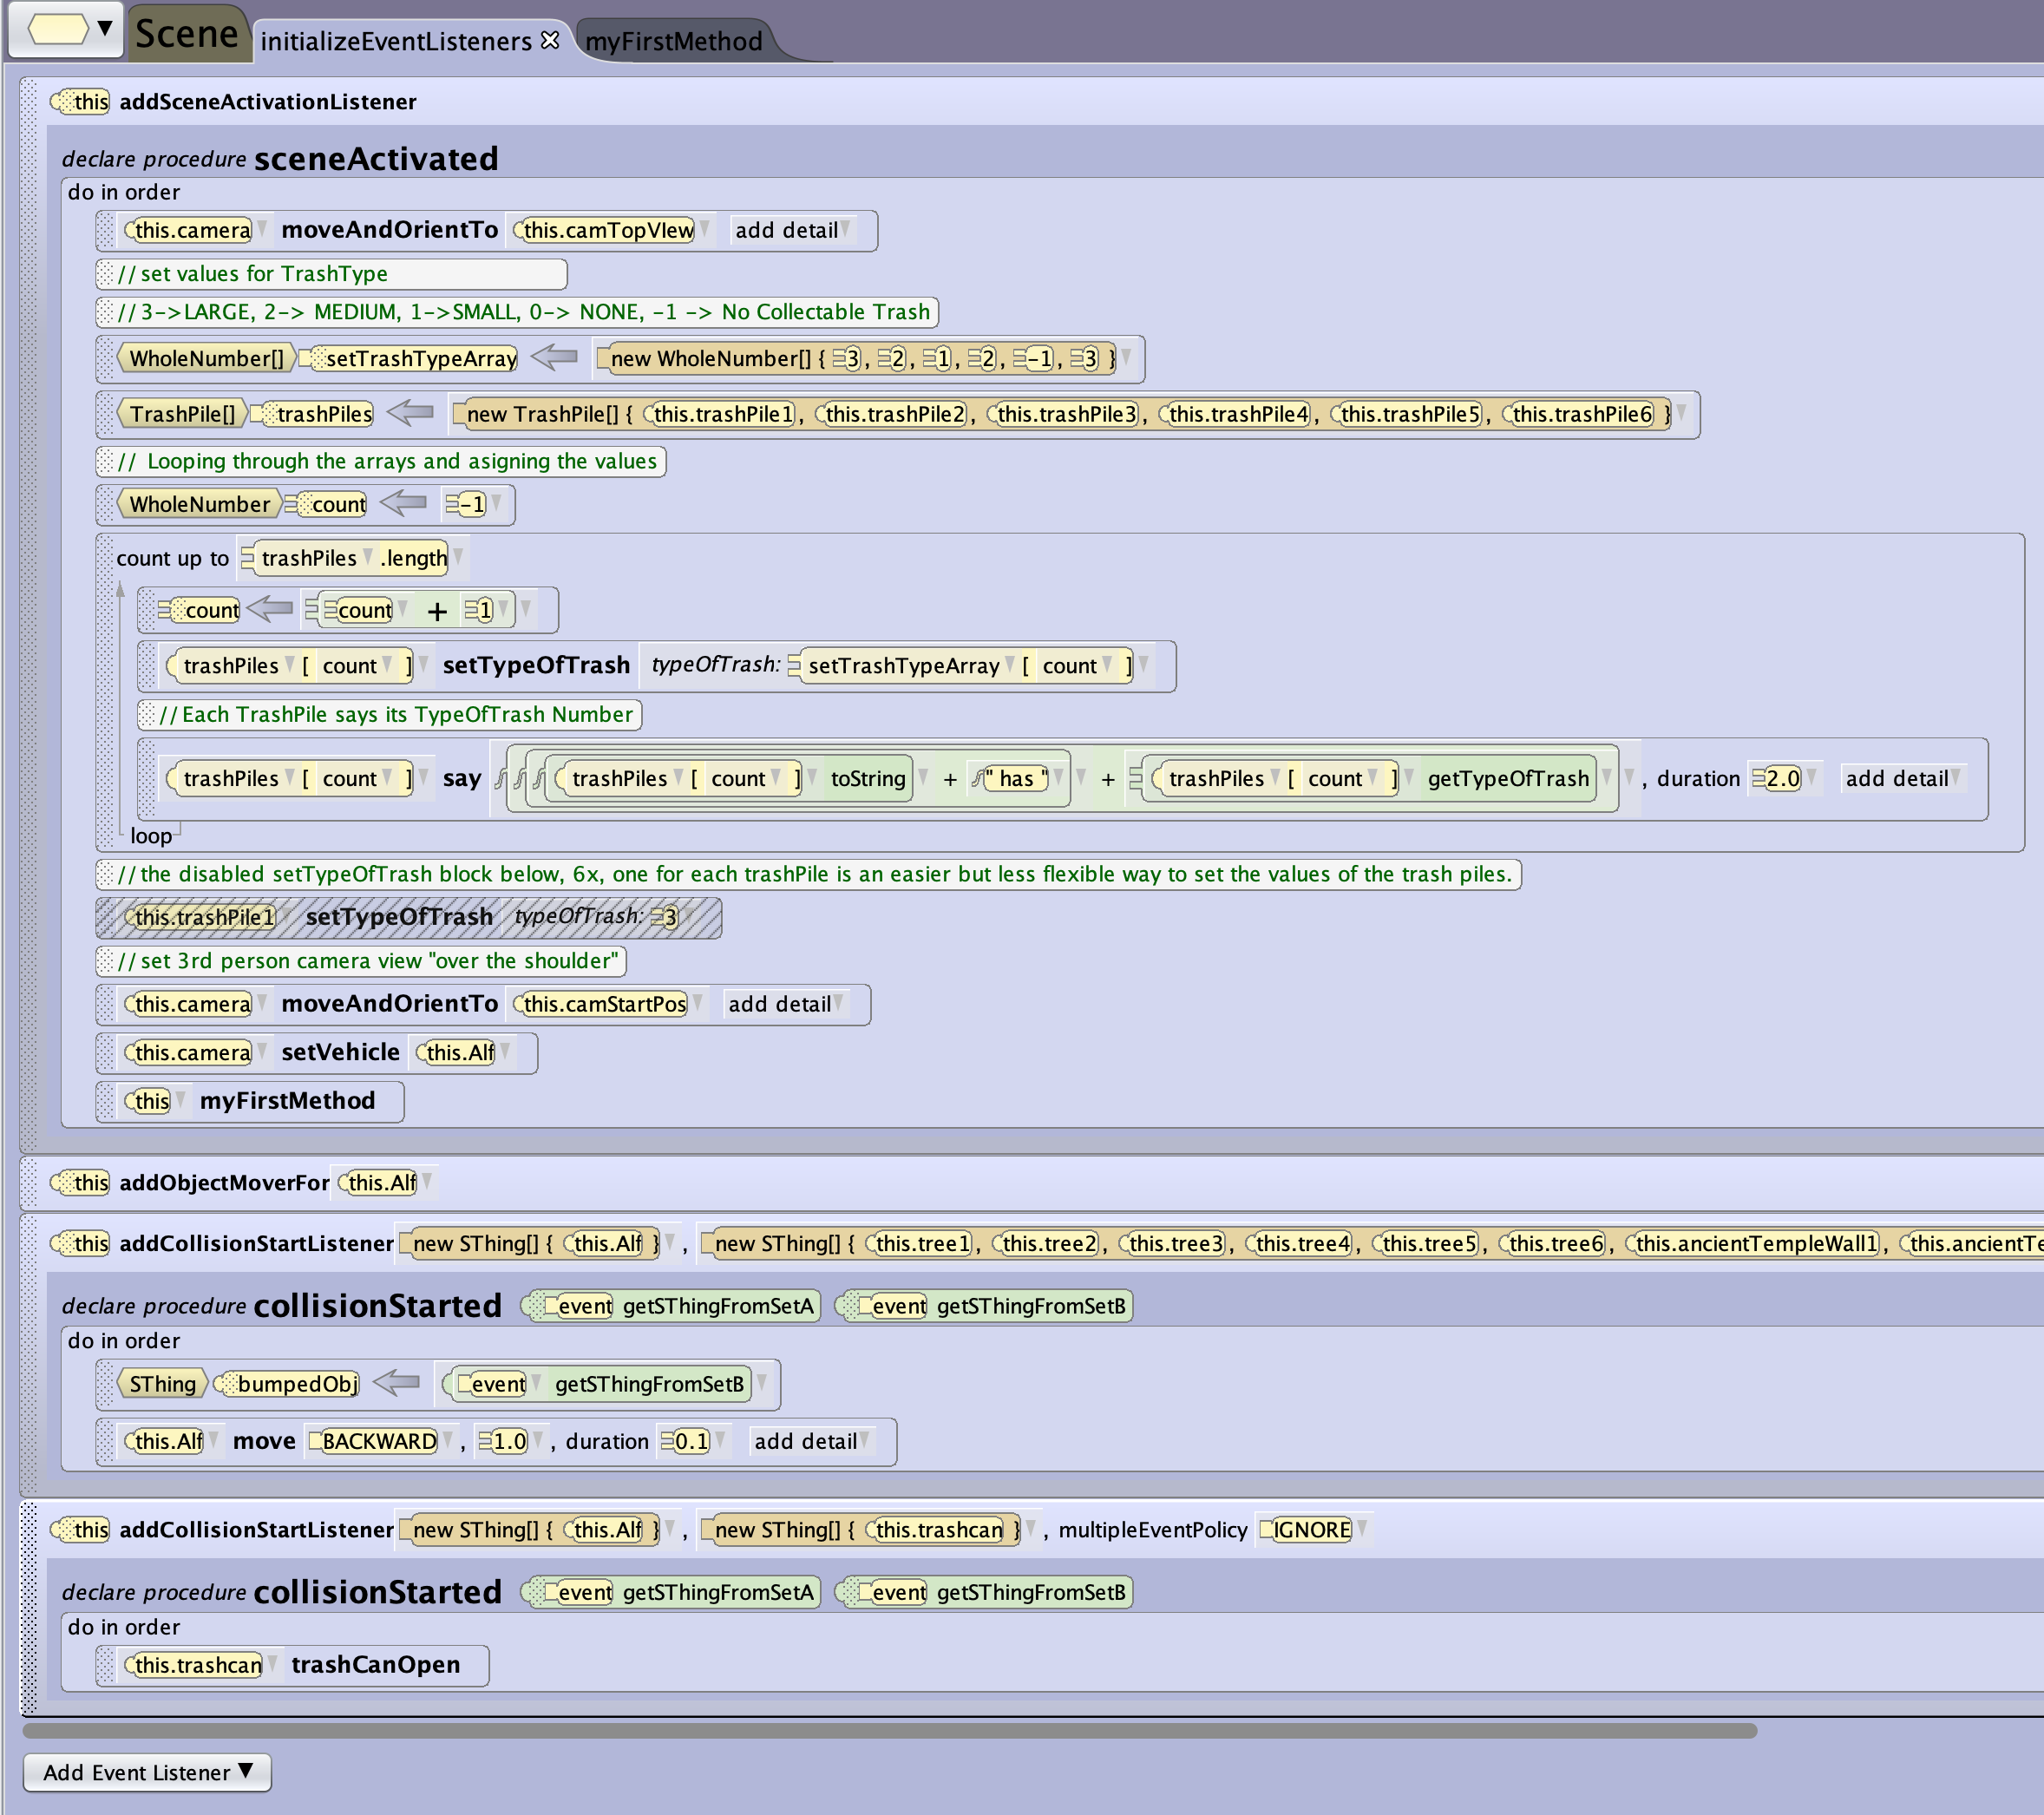 Scene initializeEventListeners myFirstMethod
this addSceneActivationListener
declare procedure sceneActivated
do in order
this.camera moveAndOrientTo this.camTopVIew add detail
// set values for TrashType
// 3->LARGE, 2-> MEDIUM, 1->SMALL, 0-> NONE, -1 -> No Collectable Trash
WholeNumber[] setTrashTypeArray new WholeNumber[] { 3, 2, 1, 2, -1, 3 }
TrashPile[] trashPiles new TrashPile[] { this.trashPile1, this.trashPile2, this.trashPile3, this.trashPile4, this.trashPile5, this.trashPile6 }
// Looping through the arrays and asigning the values
WholeNumber count -1
count up to trashPiles .length
count count + 1
trashPiles [ count ] setTypeOfTrash typeOfTrash: setTrashTypeArray [ count ]
// Each TrashPile says its TypeOfTrash Number
trashPiles [ count ] say trashPiles [ count ] toString + " has " + trashPiles [ count ] getTypeOfTrash , duration 2.0 add detail
loop
// the disabled setTypeOfTrash block below, 6x, one for each trashPile is an easier but less flexible way to set the values of the trash piles.
this.trashPile1 setTypeOfTrash typeOfTrash: 3
// set 3rd person camera view "over the shoulder"
this.camera moveAndOrientTo this.camStartPos add detail
this.camera setVehicle this.Alf
this myFirstMethod
this addObjectMoverFor this.Alf
this addCollisionStartListener new SThing[] { this.Alf } , new SThing[] { this.tree1, this.tree2, this.tree3, this.tree4, this.tree5, this.tree6, this.ancientTempleWall1, this.ancientTe
declare procedure collisionStarted event getSThingFromSetA event getSThingFromSetB
do in order
SThing bumpedObj event getSThingFromSetB
this.Alf move BACKWARD , 1.0 , duration 0.1 add detail
this addCollisionStartListener new SThing[] { this.Alf } , new SThing[] { this.trashcan } , multipleEventPolicy IGNORE
declare procedure collisionStarted event getSThingFromSetA event getSThingFromSetB
do in order
this.trashcan trashCanOpen
Add Event Listener